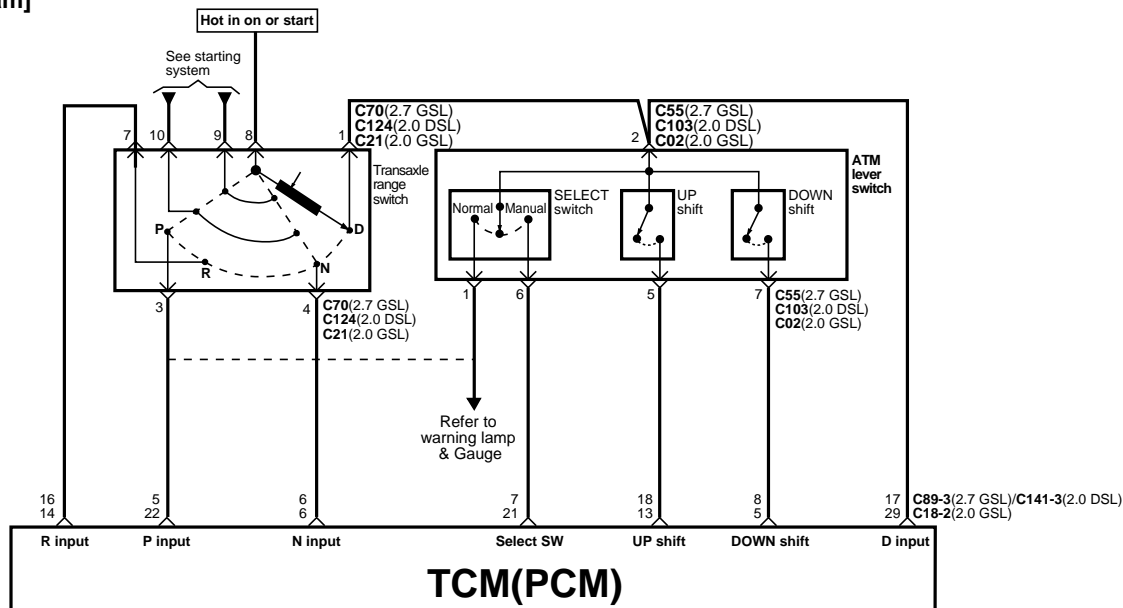 am]
Hot in on or start
See starting
system
C70(2.7 GSL)
C124(2.0 DSL)
C21(2.0 GSL)
C55(2.7 GSL)
C103(2.0 DSL)
C02(2.0 GSL)
7 10 9 8 1 2
Transaxle
range
switch
ATM
lever
switch
Normal Manual
SELECT
switch
UP
shift
DOWN
shift
P
D
R
N
3 4 1 6 5 7
C70(2.7 GSL)
C124(2.0 DSL)
C21(2.0 GSL)
C55(2.7 GSL)
C103(2.0 DSL)
C02(2.0 GSL)
Refer to
warning lamp
& Gauge
16 5 6 7 18 8 17 C89-3(2.7 GSL)/C141-3(2.0 DSL)
14 22 6 21 13 5 29 C18-2(2.0 GSL)
R input P input N input Select SW UP shift DOWN shift D input
TCM(PCM)